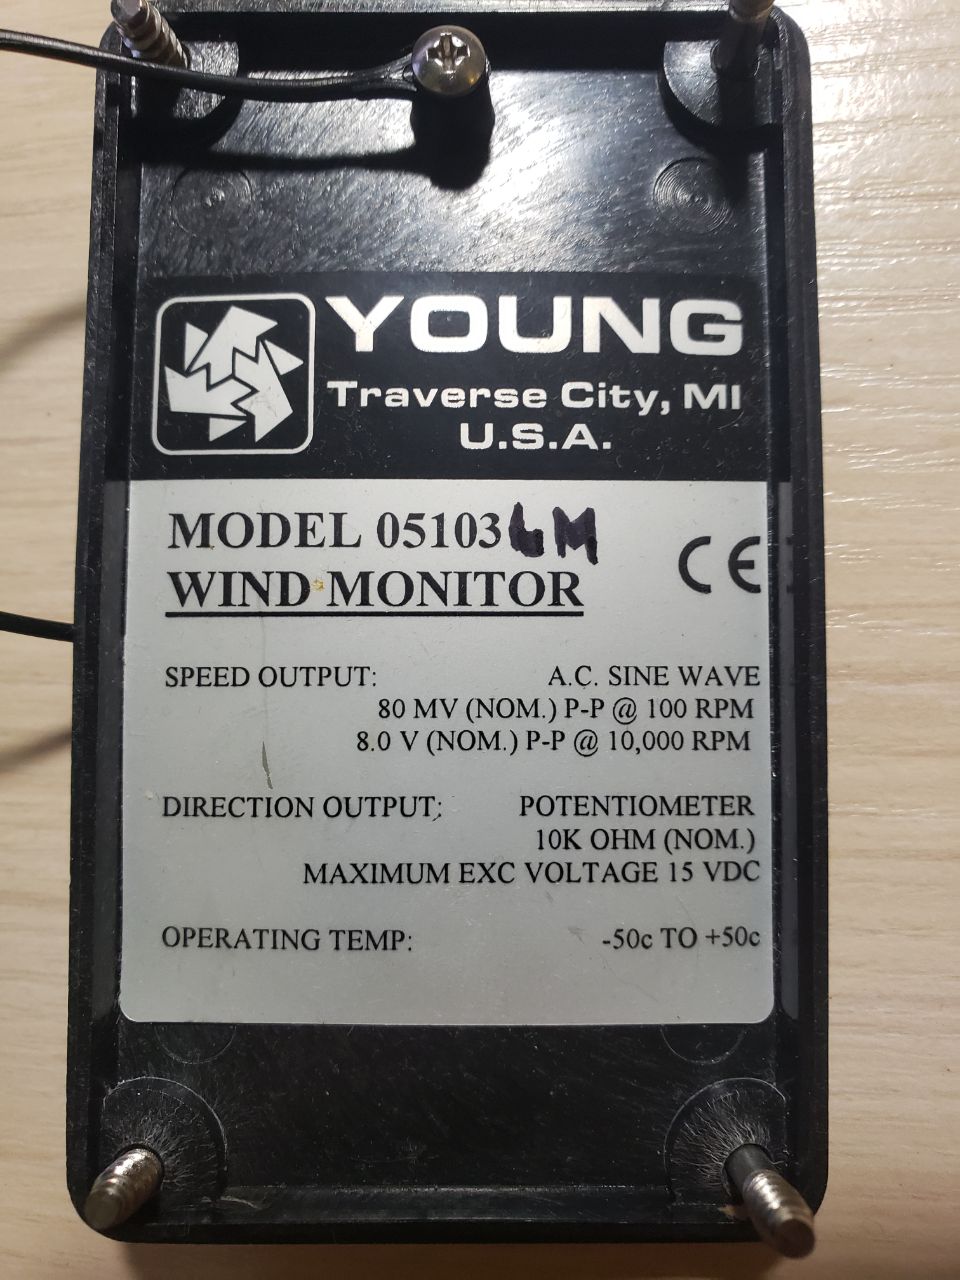 YOUNG
Traverse City, MI
U.S.A.
MODEL 05103 LM
WIND MONITOR
CE
SPEED OUTPUT: A.C. SINE WAVE
80 MV (NOM.) P-P @ 100 RPM
8.0 V (NOM.) P-P @ 10,000 RPM
DIRECTION OUTPUT: POTENTIOMETER
10K OHM (NOM.)
MAXIMUM EXC VOLTAGE 15 VDC
OPERATING TEMP: -50c TO +50c